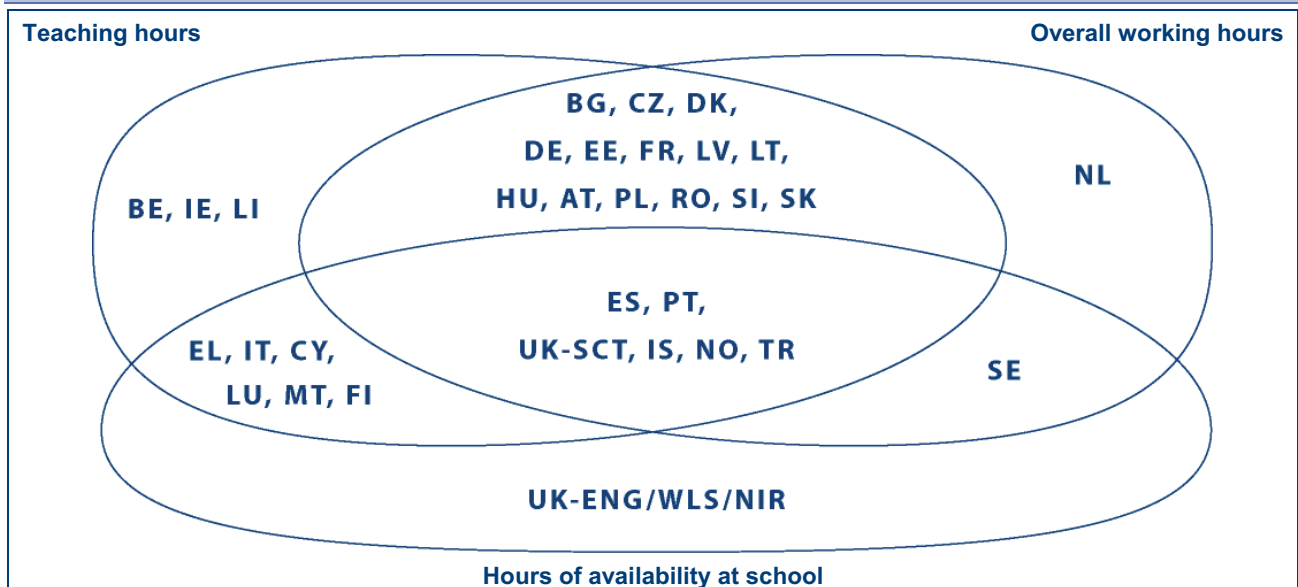 Teaching hours
Overall working hours
BG, CZ, DK,
DE, EE, FR, LV, LT,
HU, AT, PL, RO, SI, SK
NL
BE, IE, LI
ES, PT,
UK-SCT, IS, NO, TR
EL, IT, CY,
LU, MT, FI
SE
UK-ENG/WLS/NIR
Hours of availability at school